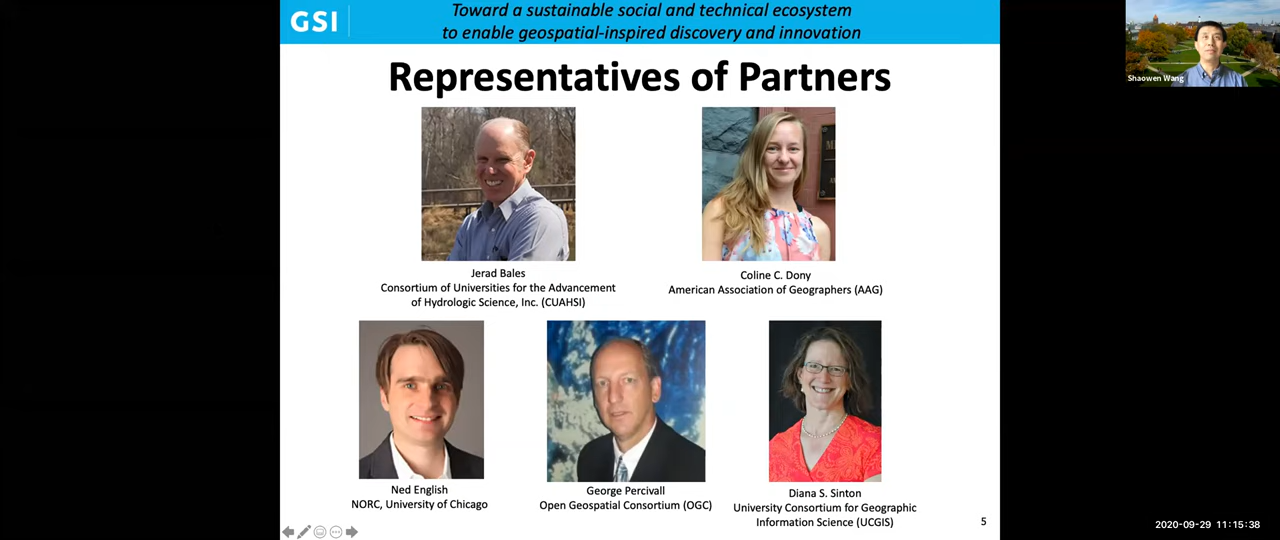 GSI
Toward a sustainable social and technical ecosystem
to enable geospatial-inspired discovery and innovation
Representatives of Partners
Shaowen Wang
Jerad Bales
Consortium of Universities for the Advancement
of Hydrologic Science, Inc. (CUAHSI)
Coline C. Dony
American Association of Geographers (AAG)
Ned English
NORC, University of Chicago
George Percivall
Open Geospatial Consortium (OGC)
Diana S. Sinton
University Consortium for Geographic
Information Science (UCGIS)
5
2020-09-29 11:15:38